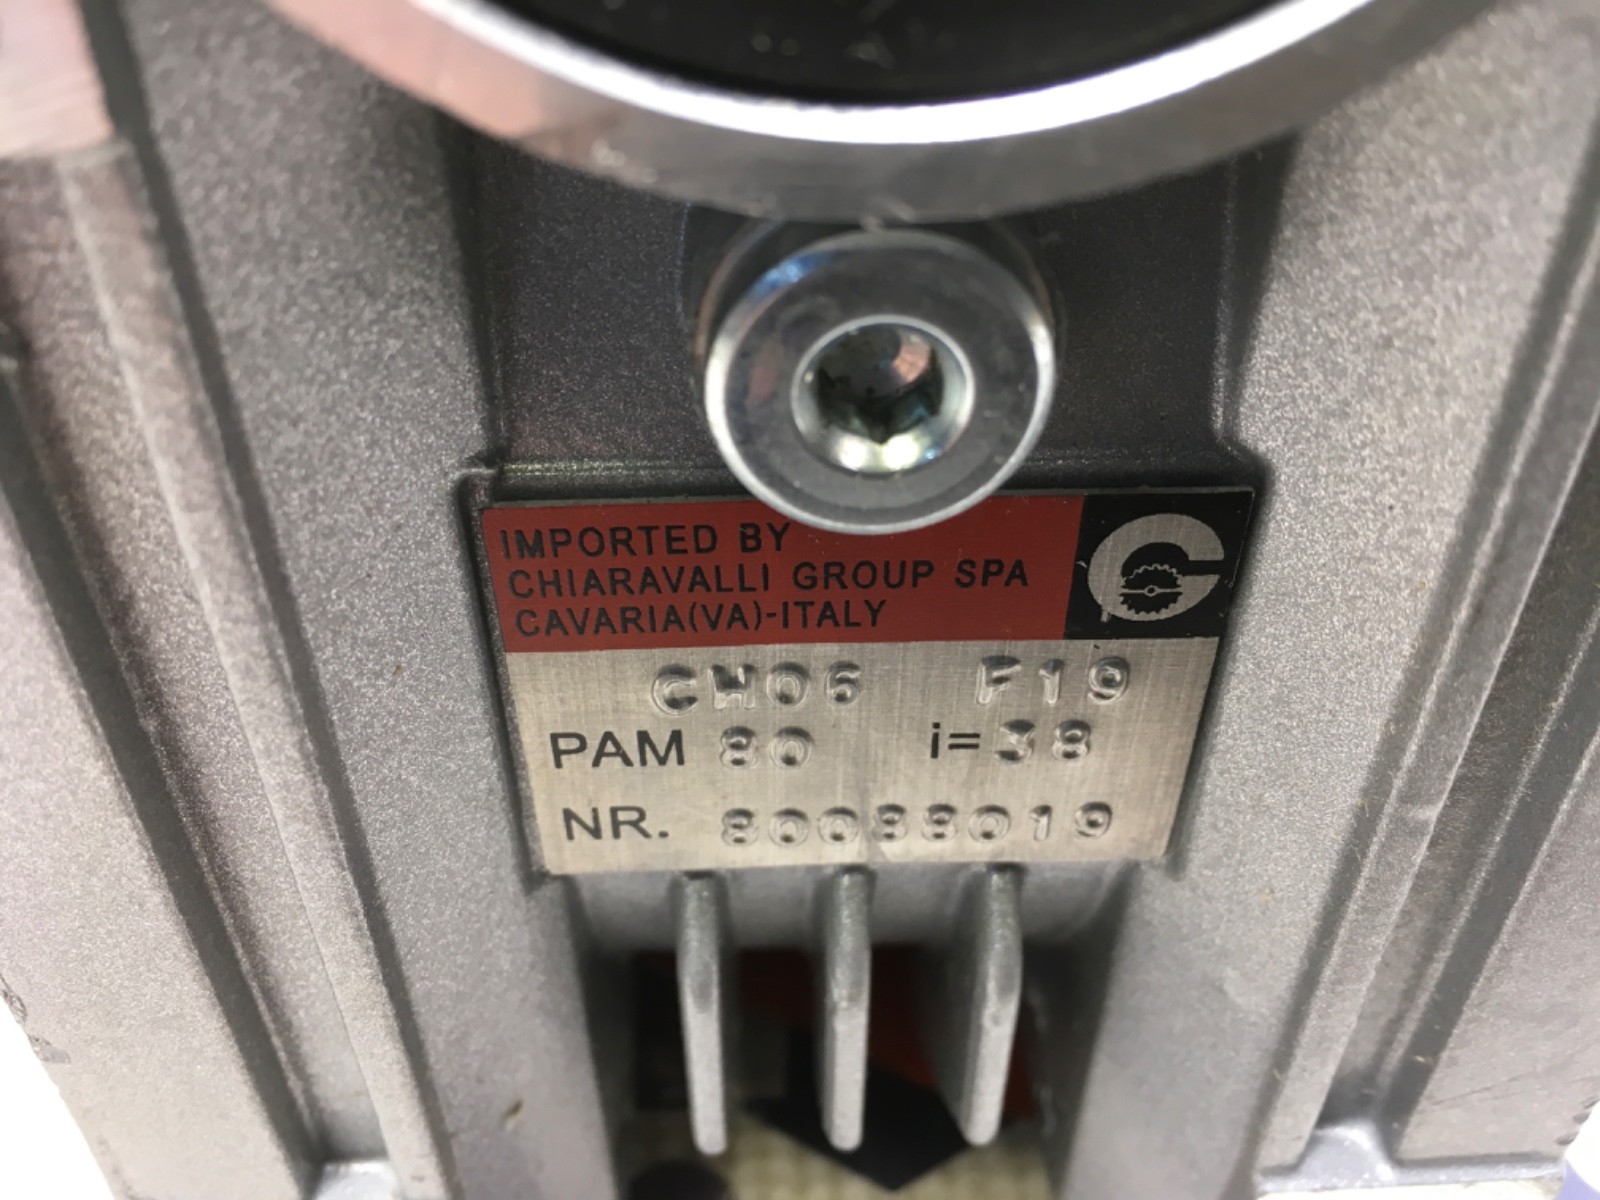 IMPORTED BY
CHIARAVALLI GROUP SPA
CAVARIA(VA)-ITALY
CH06 F19
PAM 80 i=38
NR. 80088019